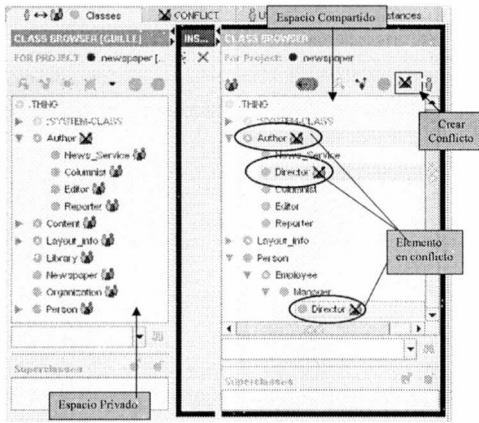 Classes CONFLICT
Espacio Compartido
CLASS BROWSER [GUILLE]
INS...
CLASS BROWSER
FOR PROJECT: newspaper [...
For Project: newspaper
:THING
:SYSTEM-CLASS
Author
News_Service
Columnist
Editor
Reporter
Content
Layout_info
Library
Newspaper
Organization
Person
Superclasses
Espacio Privado
:THING
:SYSTEM-CLASS
Author
News_Service
Director
Columnist
Editor
Reporter
Layout_info
Person
Employee
Manager
Director
Superclasses
Crear
Conflicto
Elemento
en conflicto